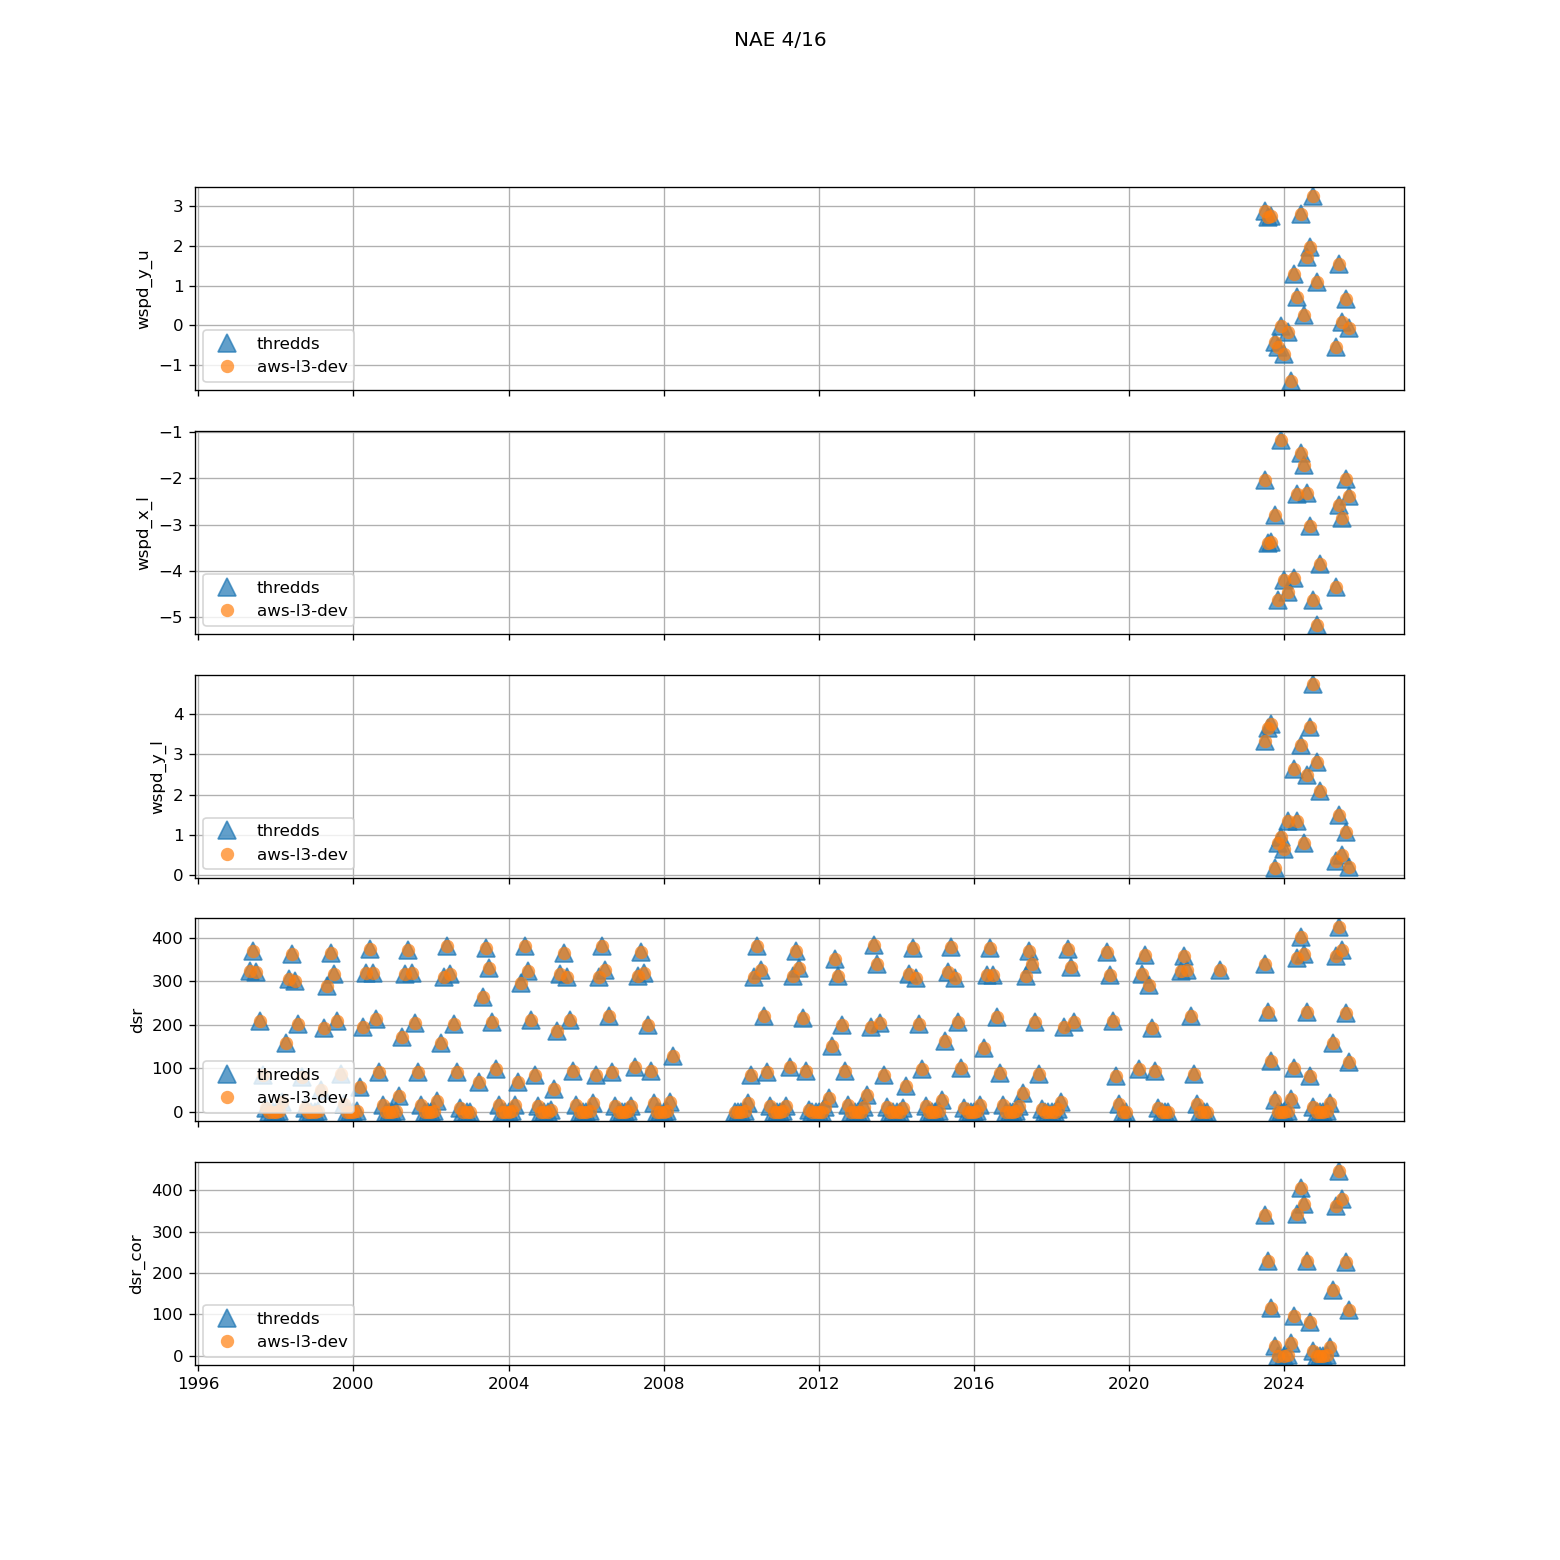 NAE 4/16
wspd_y_u
3
2
1
0
−1
thredds
aws-l3-dev
wspd_x_l
−1
−2
−3
−4
−5
thredds
aws-l3-dev
wspd_y_l
4
3
2
1
0
thredds
aws-l3-dev
dsr
400
300
200
100
0
thredds
aws-l3-dev
dsr_cor
400
300
200
100
0
thredds
aws-l3-dev
1996 2000 2004 2008 2012 2016 2020 2024